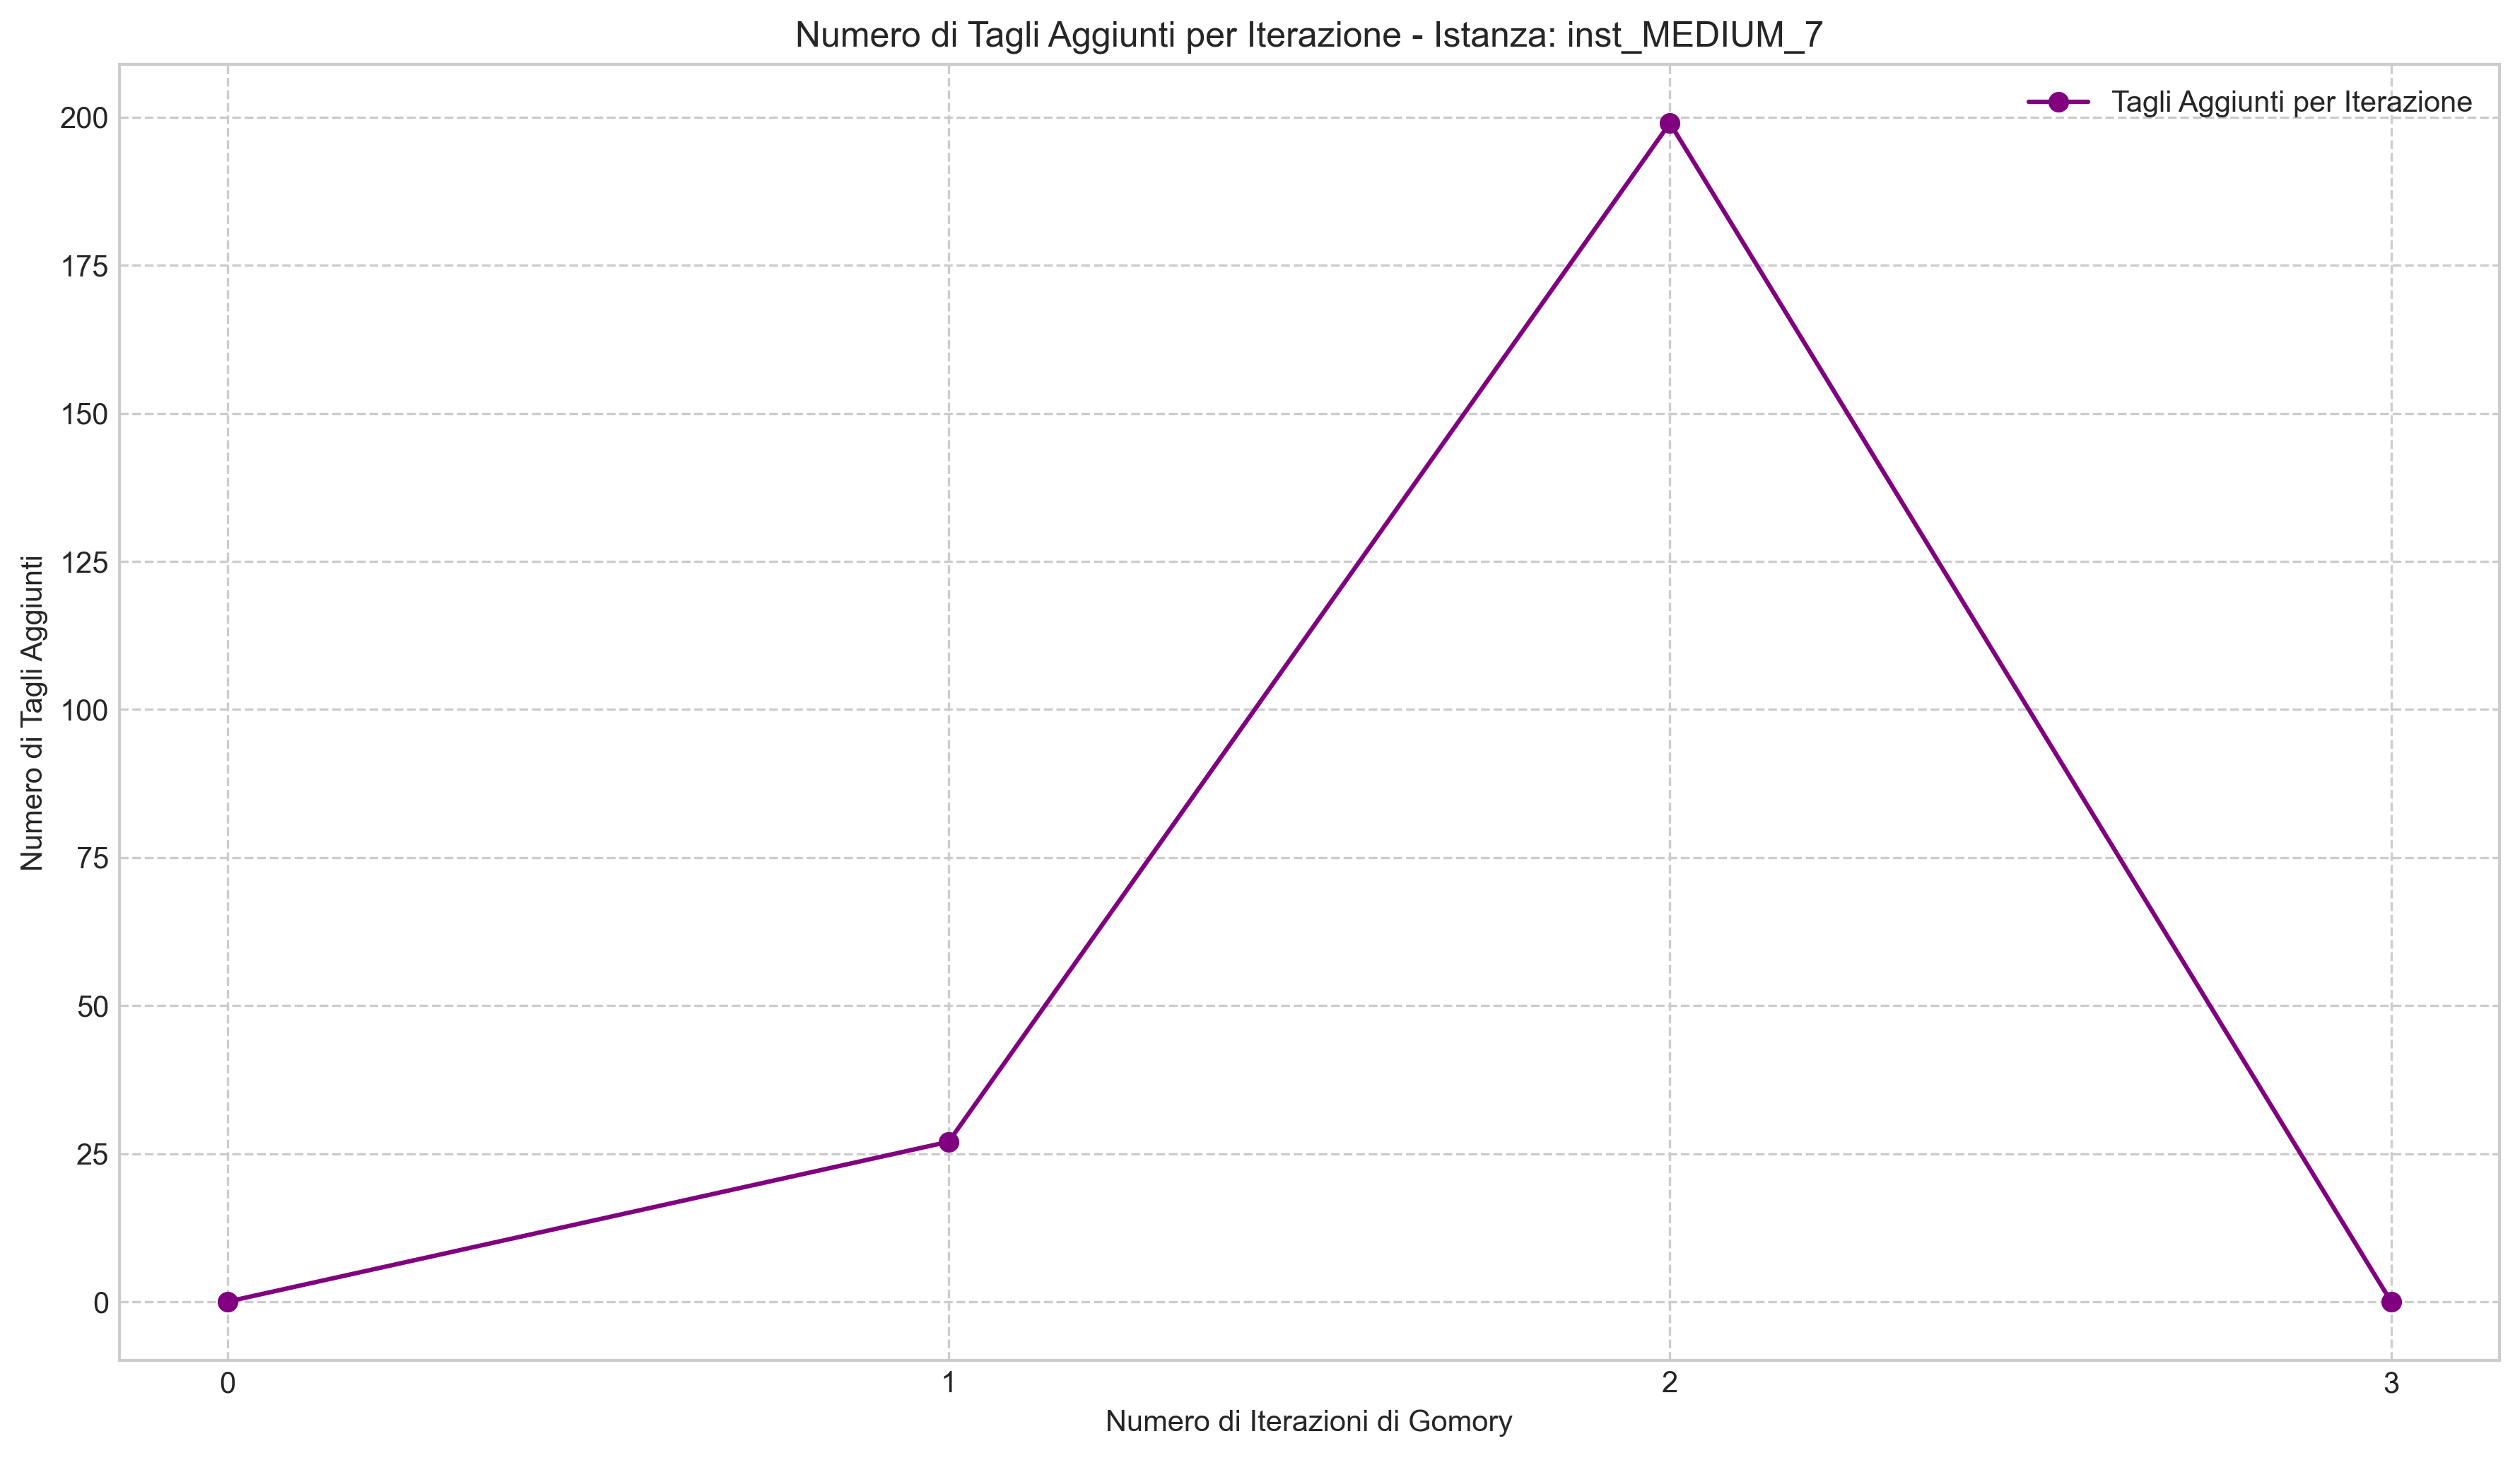 Numero di Tagli Aggiunti per Iterazione - Istanza: inst_MEDIUM_7
Tagli Aggiunti per Iterazione
Numero di Tagli Aggiunti
200
175
150
125
100
75
50
25
0
0 1 2 3
Numero di Iterazioni di Gomory